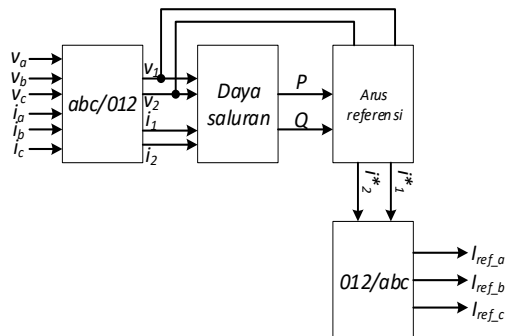 v_a
v_b
v_c
i_a
i_b
i_c
abc/012
v_1
v_2
i_1
i_2
Daya
saluran
P
Q
Arus
referensi
i*_2
i*_1
012/abc
I_ref_a
I_ref_b
I_ref_c